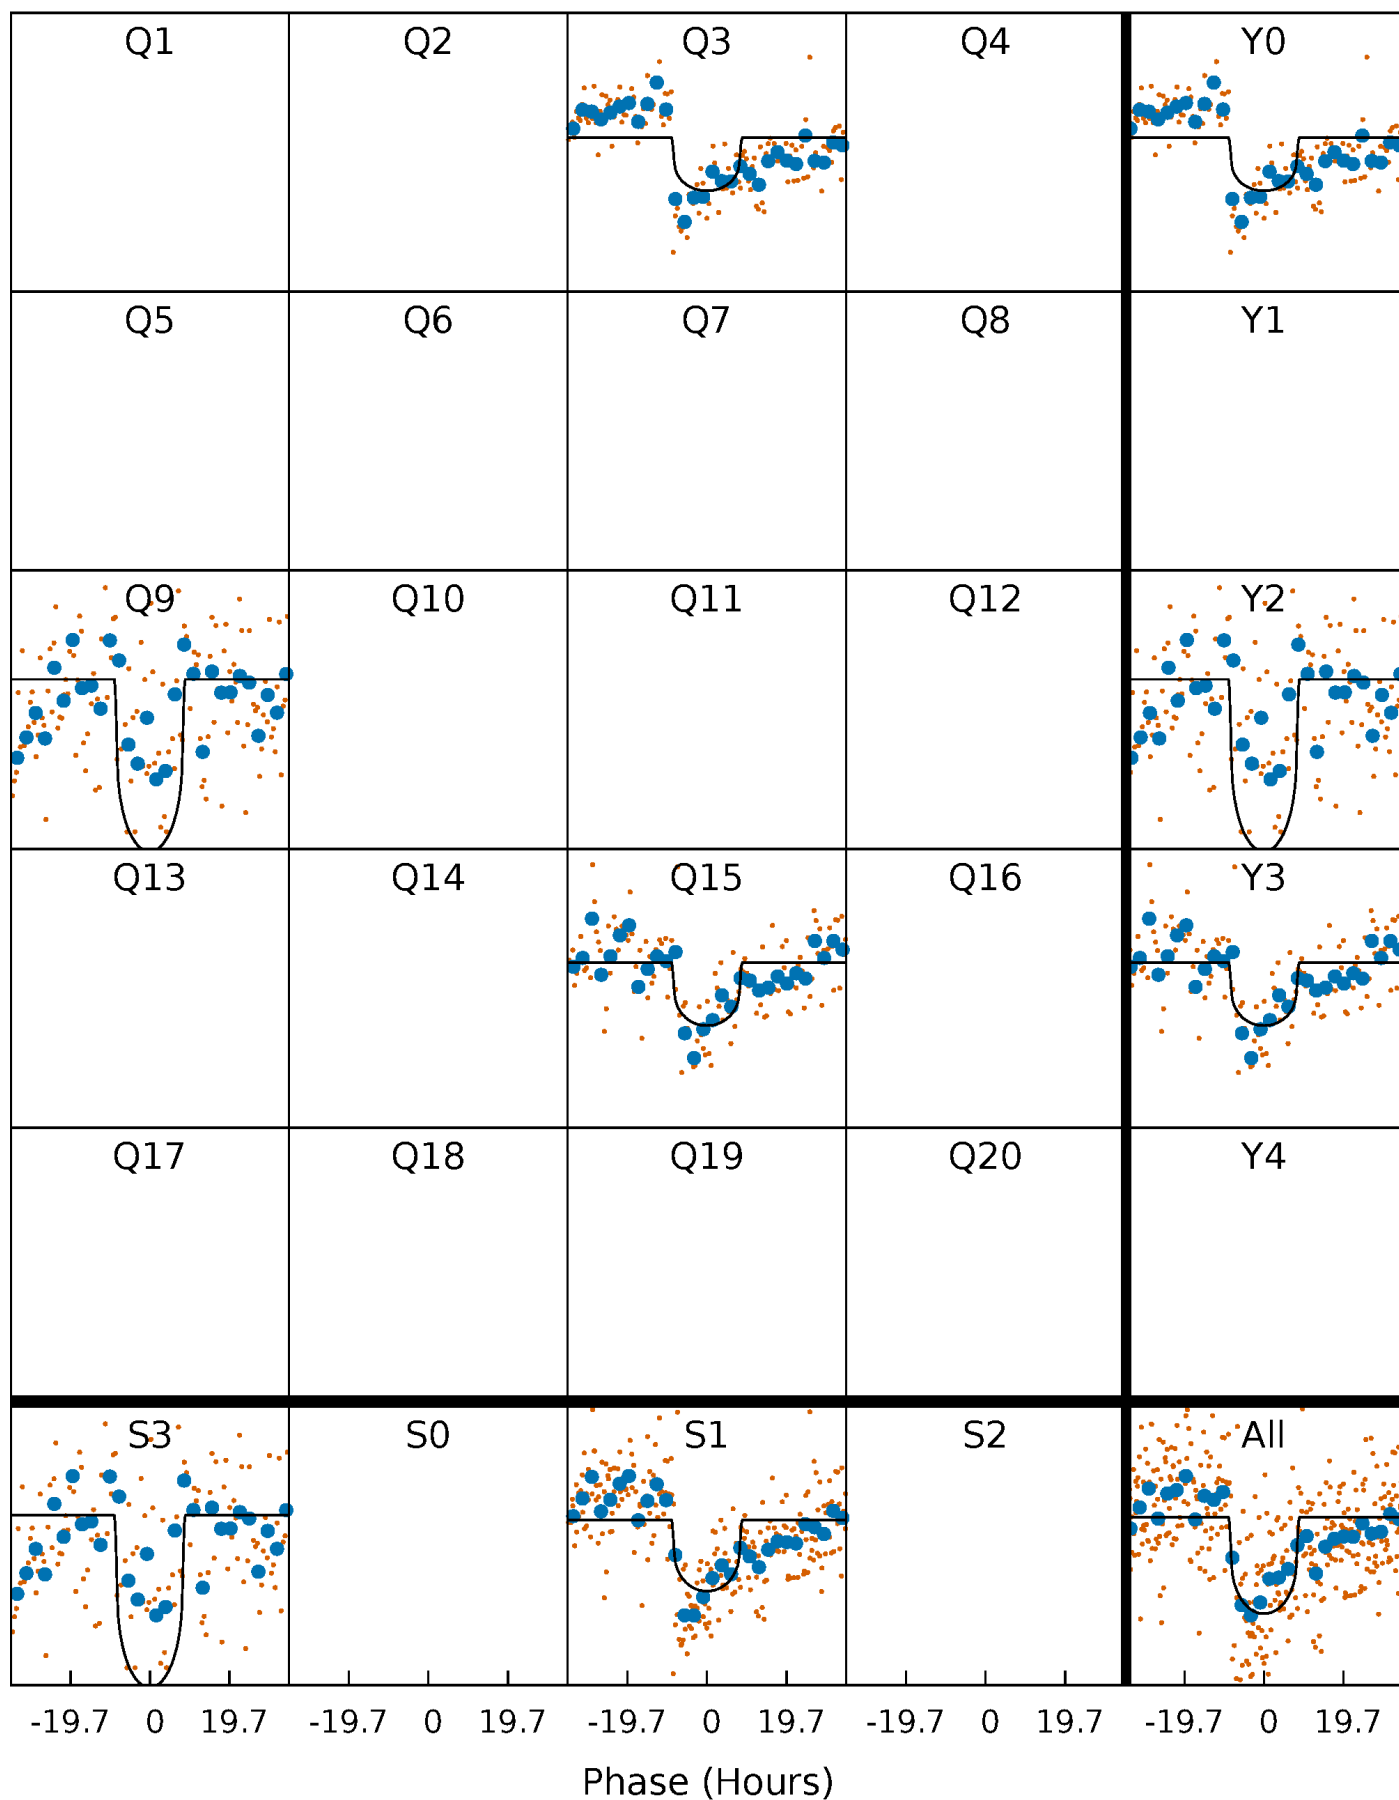 Q1 Q2 Q3 Q4 Y0
Q5 Q6 Q7 Q8 Y1
Q9 Q10 Q11 Q12 Y2
Q13 Q14 Q15 Q16 Y3
Q17 Q18 Q19 Q20 Y4
S3 S0 S1 S2 All
-19.7 0 19.7 -19.7 0 19.7 -19.7 0 19.7 -19.7 0 19.7 -19.7 0 19.7
Phase (Hours)